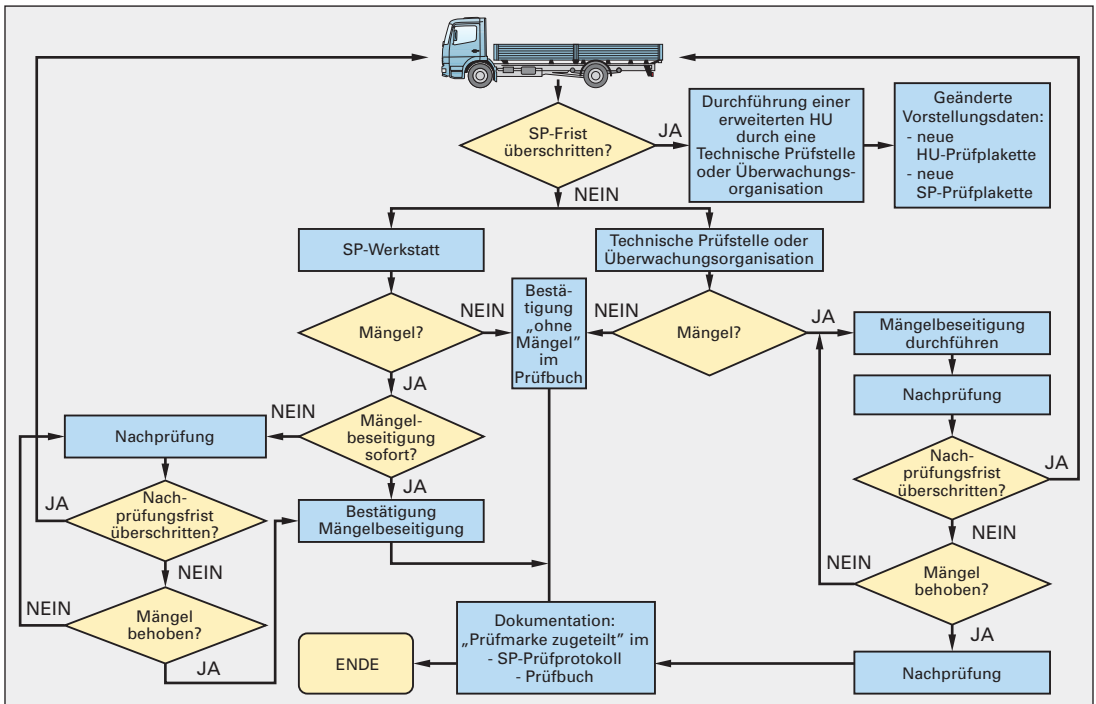 SP-Frist
überschritten?
JA
Durchführung einer
erweiterten HU
durch eine
Technische Prüfstelle
oder Überwachungs-
organisation
Geänderte
Vorstellungsdaten:
- neue
HU-Prüfplakette
- neue
SP-Prüfplakette
NEIN
SP-Werkstatt
Technische Prüfstelle oder
Überwachungsorganisation
Mängel?
NEIN
Bestä-
tigung
„ohne
Mängel”
im
Prüfbuch
NEIN
Mängel?
JA
Mängelbeseitigung
durchführen
JA
Nachprüfung
NEIN
Mängel-
beseitigung
sofort?
Nachprüfung
Nach-
prüfungsfrist
überschritten?
JA
JA
Nach-
prüfungsfrist
überschritten?
JA
Bestätigung
Mängelbeseitigung
NEIN
NEIN
NEIN
Mängel
behoben?
JA
NEIN
Mängel
behoben?
JA
Dokumentation:
„Prüfmarke zugeteilt” im
- SP-Prüfprotokoll
- Prüfbuch
ENDE
Nachprüfung